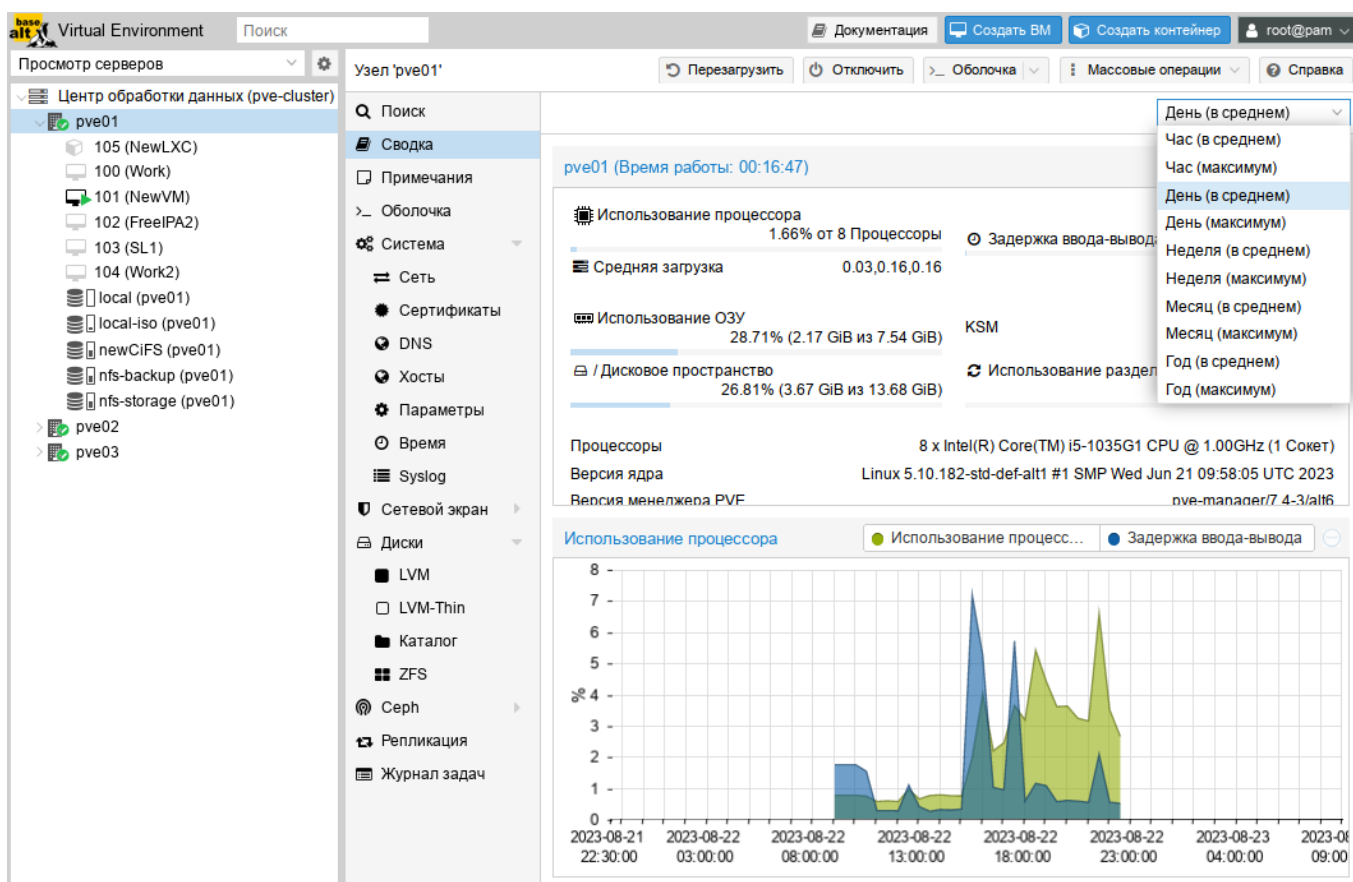 base alt Virtual Environment Поиск Документация Создать ВМ Создать контейнер root@pam
Просмотр серверов
Узел 'pve01' Перезагрузить Отключить >_ Оболочка Массовые операции Справка
Центр обработки данных (pve-cluster)
pve01
105 (NewLXC)
100 (Work)
101 (NewVM)
102 (FreeIPA2)
103 (SL1)
104 (Work2)
local (pve01)
local-iso (pve01)
newCiFS (pve01)
nfs-backup (pve01)
nfs-storage (pve01)
pve02
pve03
Поиск
Сводка
Примечания
>_ Оболочка
Система
Сеть
Сертификаты
DNS
Хосты
Параметры
Время
Syslog
Сетевой экран
Диски
LVM
LVM-Thin
Каталог
ZFS
Ceph
Репликация
Журнал задач
День (в среднем)
Час (в среднем)
Час (максимум)
День (в среднем)
День (максимум)
Неделя (в среднем)
Неделя (максимум)
Месяц (в среднем)
Месяц (максимум)
Год (в среднем)
Год (максимум)
pve01 (Время работы: 00:16:47)
Использование процессора
1.66% от 8 Процессоры
Задержка ввода-вывод
Средняя загрузка 0.03,0.16,0.16
Использование ОЗУ
28.71% (2.17 GiB из 7.54 GiB)
KSM
/ Дисковое пространство
26.81% (3.67 GiB из 13.68 GiB)
Использование раздел
Процессоры 8 x Intel(R) Core(TM) i5-1035G1 CPU @ 1.00GHz (1 Сокет)
Версия ядра Linux 5.10.182-std-def-alt1 #1 SMP Wed Jun 21 09:58:05 UTC 2023
Версия менеджера PVE pve-manager/7.4-3/alt6
Использование процессора Использование процесс... Задержка ввода-вывода
8
7
6
5
% 4
3
2
1
0
2023-08-21 2023-08-22 2023-08-22 2023-08-22 2023-08-22 2023-08-22 2023-08-23 2023-08
22:30:00 03:00:00 08:00:00 13:00:00 18:00:00 23:00:00 04:00:00 09:00